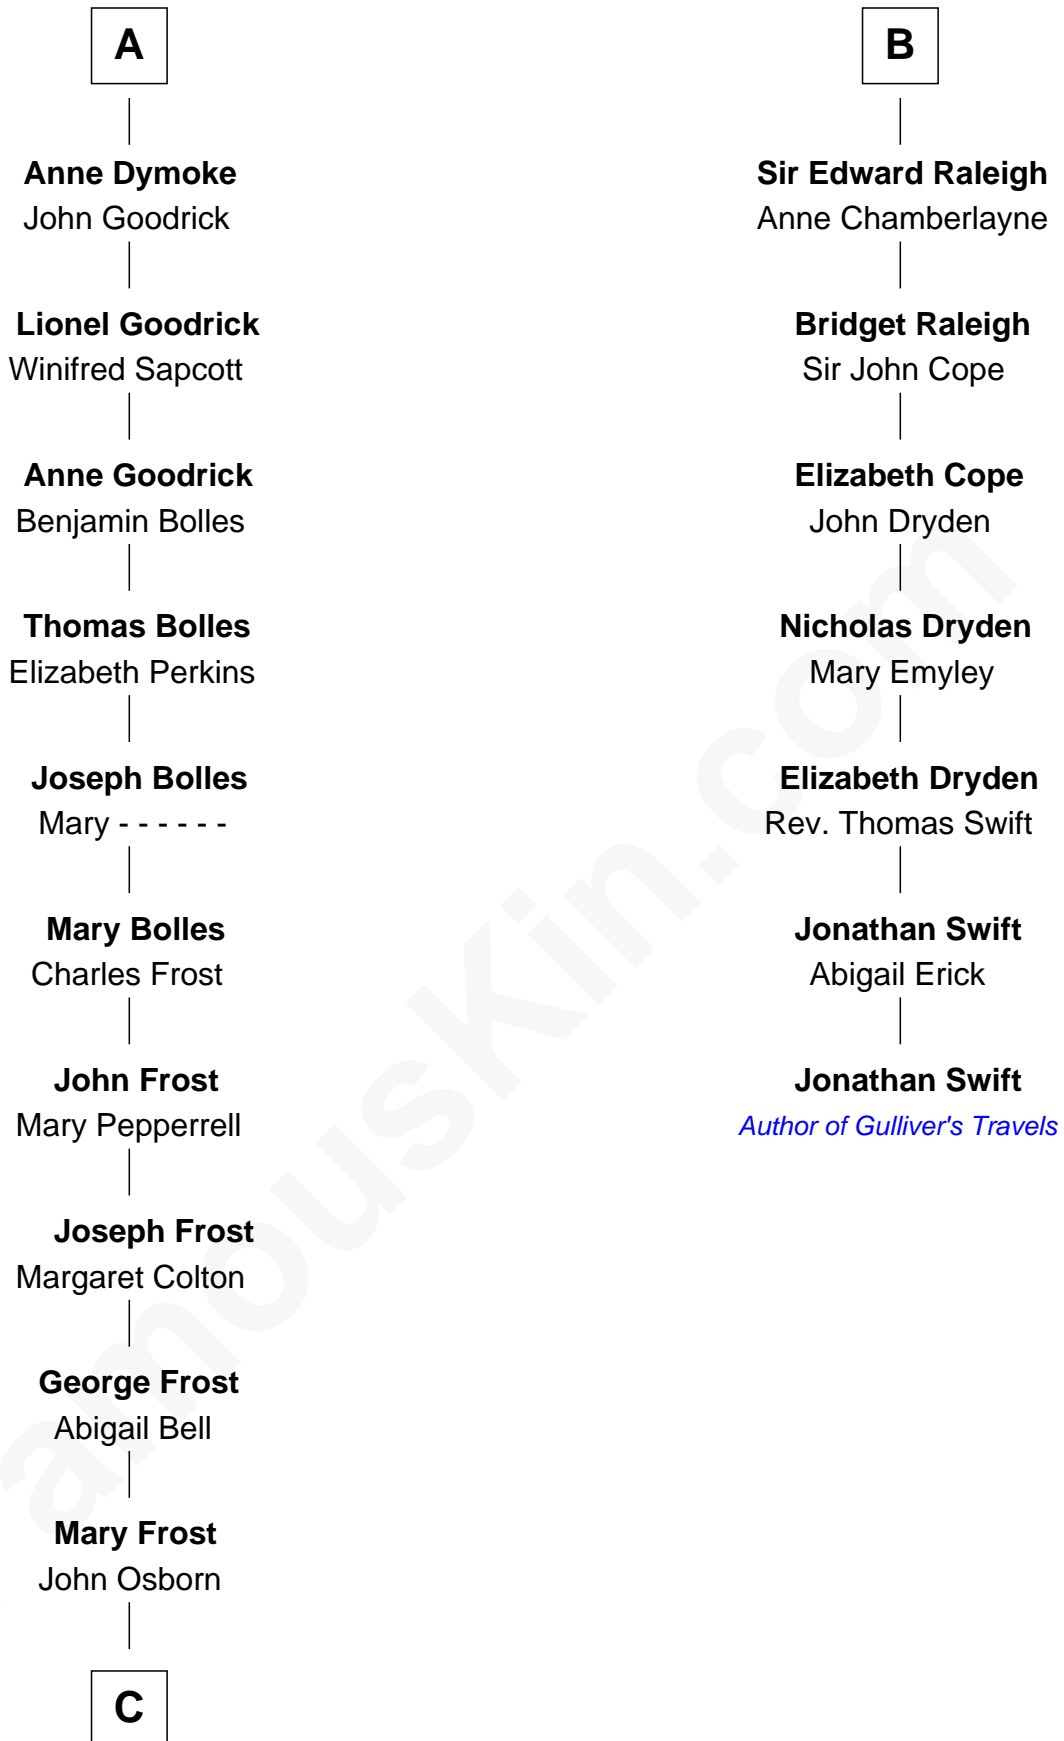 A
Anne Dymoke
John Goodrick
Lionel Goodrick
Winifred Sapcott
Anne Goodrick
Benjamin Bolles
Thomas Bolles
Elizabeth Perkins
Joseph Bolles
Mary - - - - - -
Mary Bolles
Charles Frost
John Frost
Mary Pepperrell
Joseph Frost
Margaret Colton
George Frost
Abigail Bell
Mary Frost
John Osborn
C
B
Sir Edward Raleigh
Anne Chamberlayne
Bridget Raleigh
Sir John Cope
Elizabeth Cope
John Dryden
Nicholas Dryden
Mary Emyley
Elizabeth Dryden
Rev. Thomas Swift
Jonathan Swift
Abigail Erick
Jonathan Swift
Author of Gulliver's Travels
amouskin.com